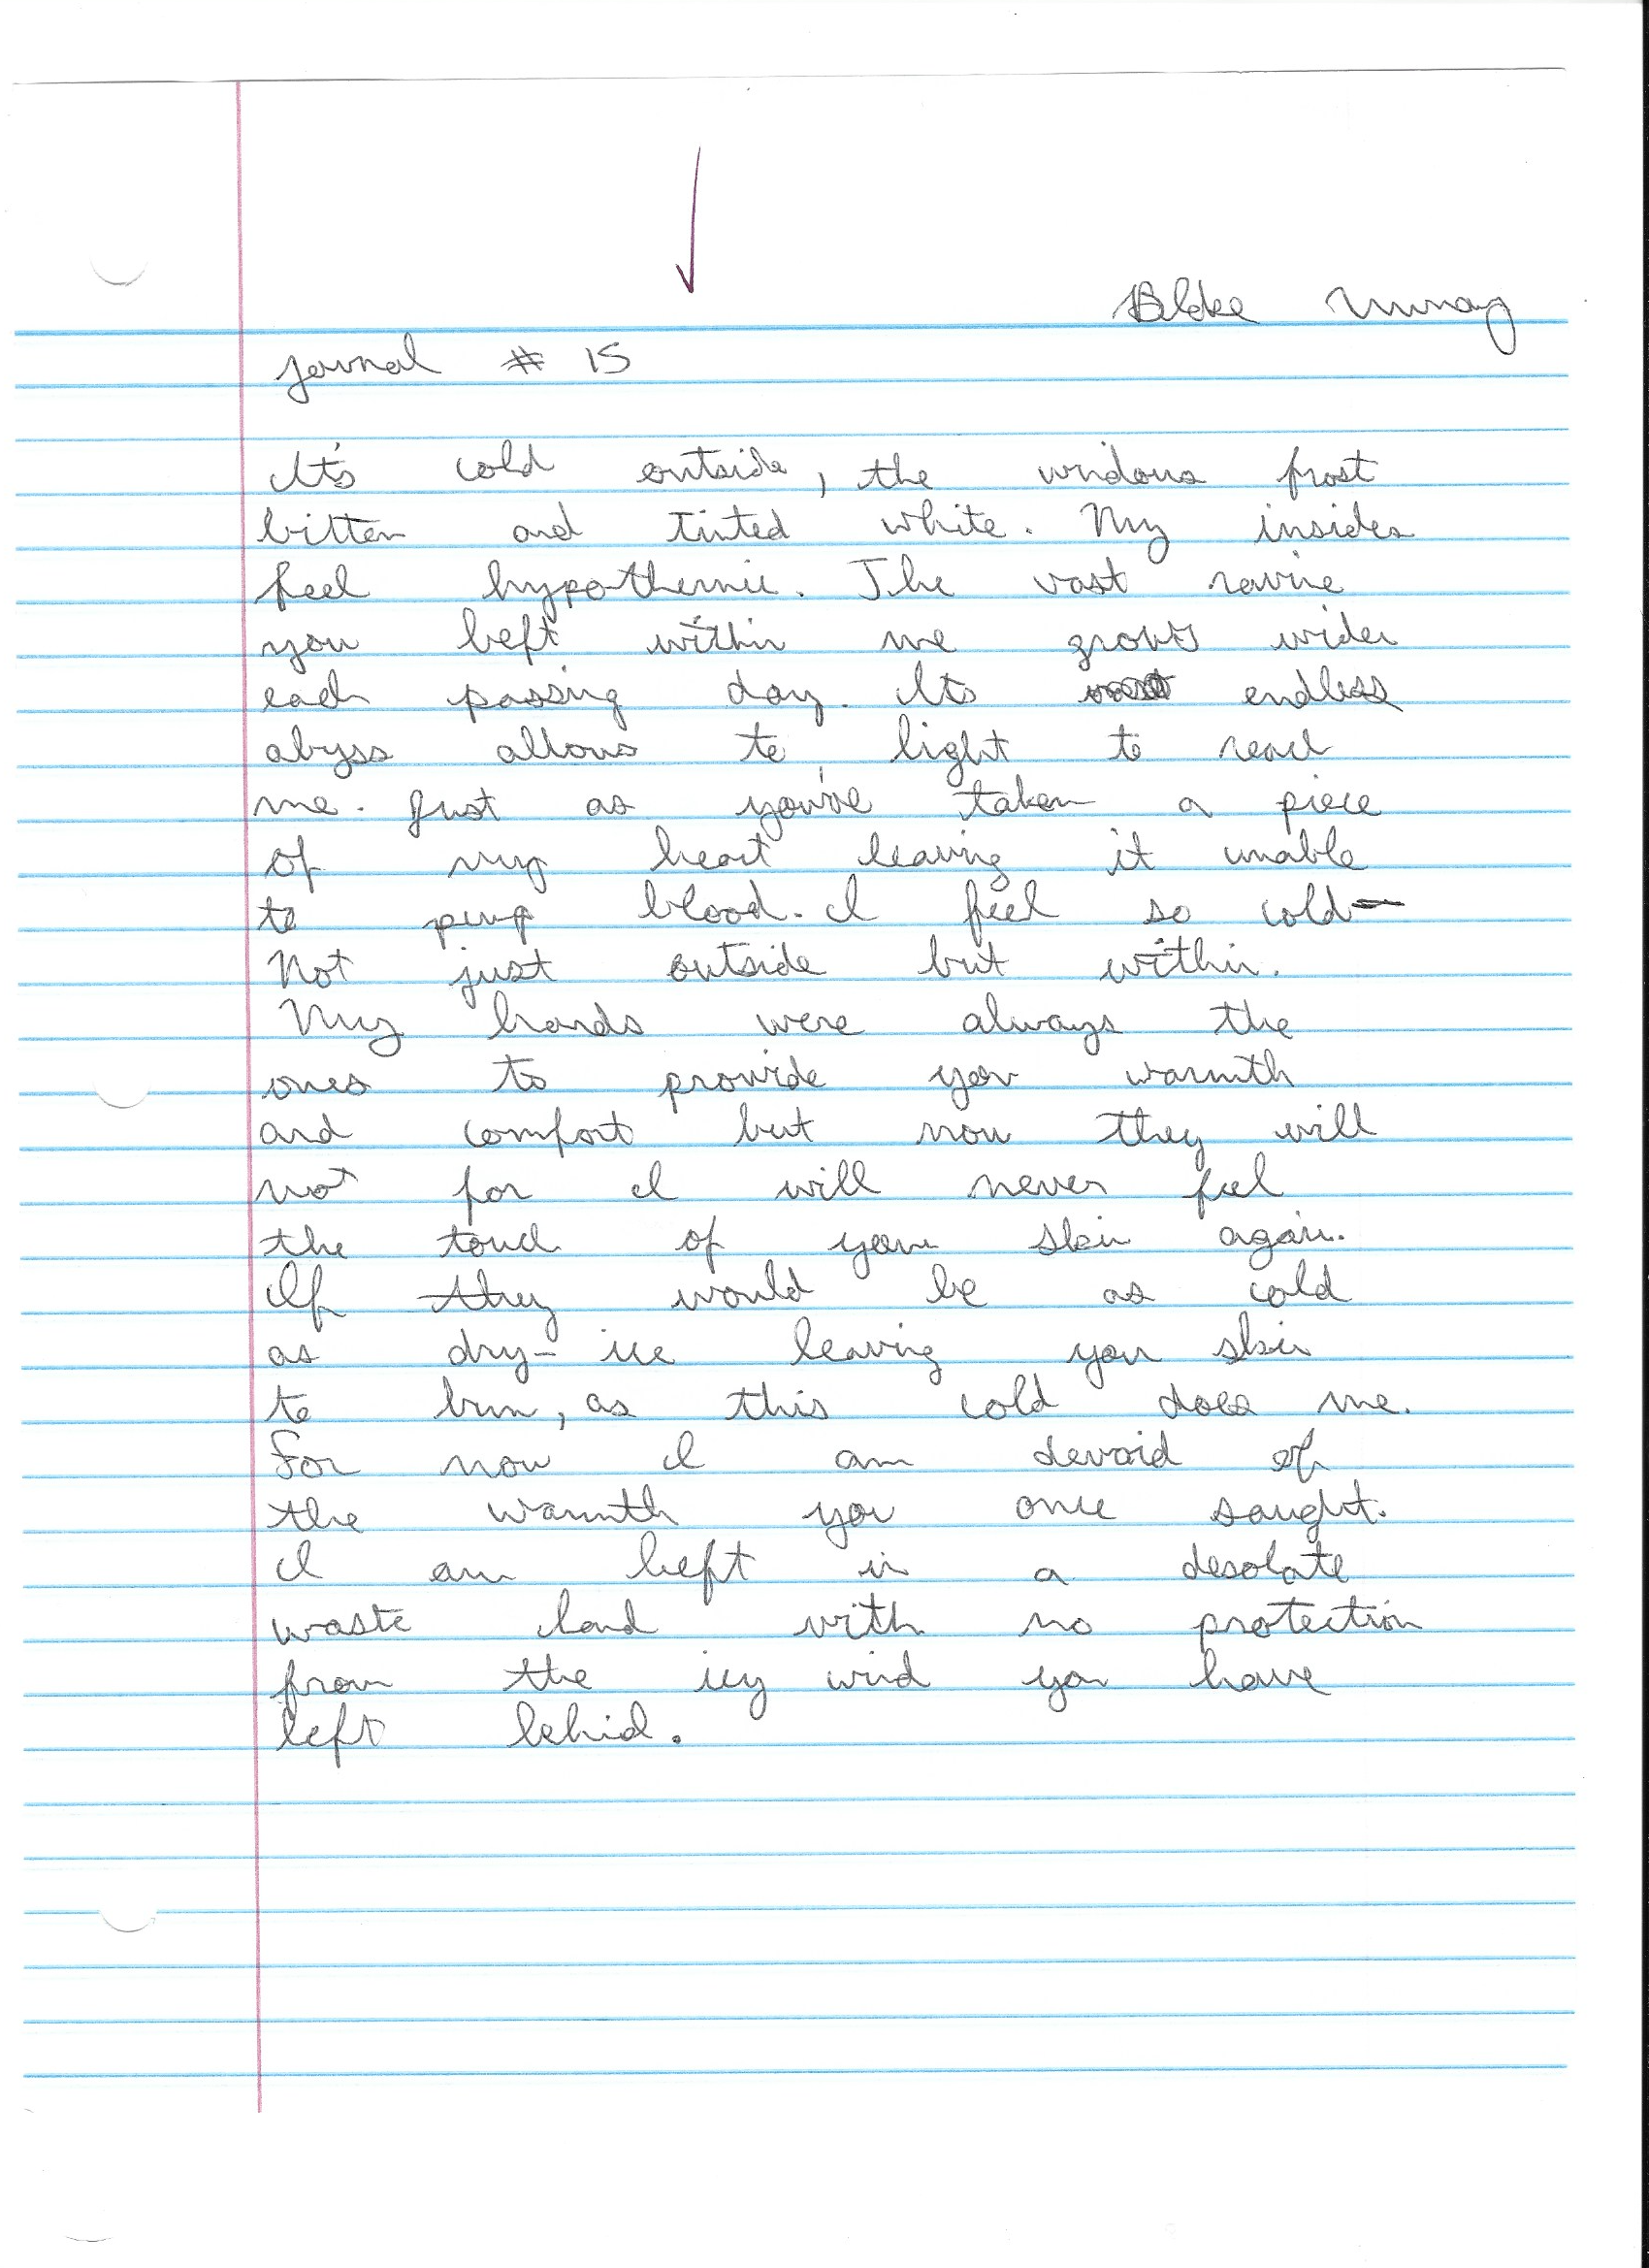 Blake Murray
Journal # 15
It's cold outside, the windows frost
bitten and tinted white. My insides
feel hypothermic. The vast ravine
you left within me grows wider
each passing day. Its endless
abyss allows to light to reach
me. Just as you've taken a piece
of my heart leaving it unable
to pump blood. I feel so cold—
Not just outside but within.
My hands were always the
ones to provide you warmth
and comfort but now they will
not for I will never feel
the touch of your skin again.
If they would be as cold
as dry-ice leaving your skin
to burn, as this cold does me.
For now I am devoid of
the warmth you once sought.
I am left in a desolate
waste land with no protection
from the icy wind you have
left behid.